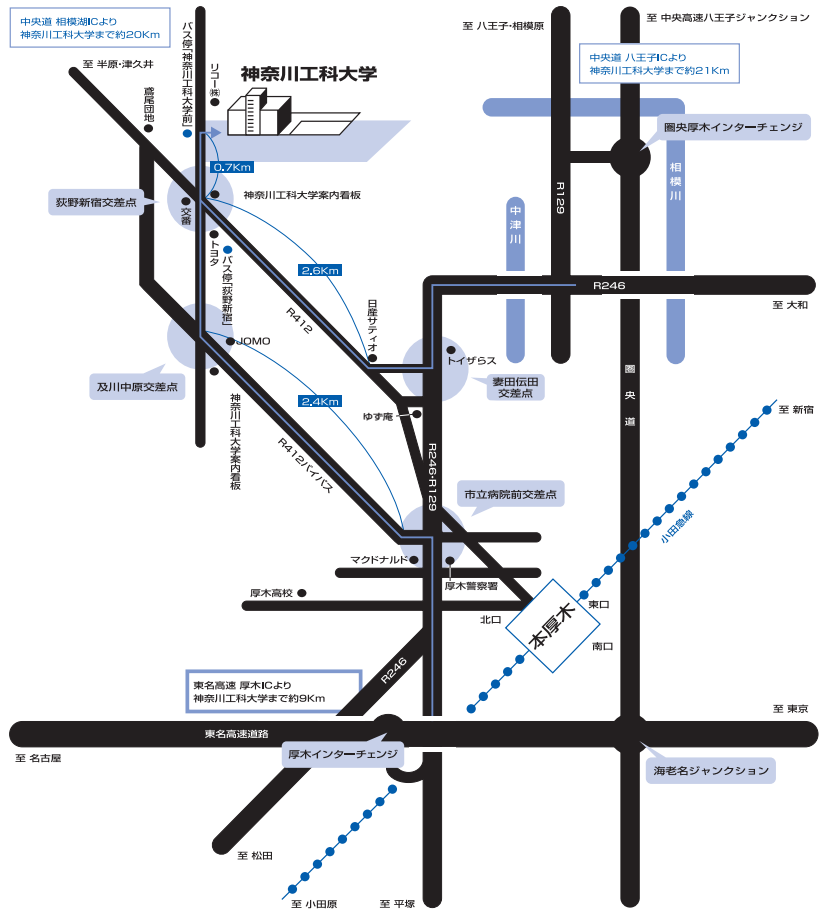 中央道 相模湖ICより
神奈川工科大学まで約20Km
バス停「神奈川工科大学前」
リコー(株)
神奈川工科大学
至 八王子・相模原
至 中央高速八王子ジャンクション
中央道 八王子ICより
神奈川工科大学まで約21Km
至 半原・津久井
鳶尾団地
圏央厚木インターチェンジ
0.7Km
荻野新宿交差点
交番
神奈川工科大学案内看板
R129
相模川
中津川
トヨタ
バス停「荻野新宿」
2.6Km
R246
至 大和
R412
日産サティオ
JOMO
トイザらス
及川中原交差点
妻田伝田
交差点
圏央道
神奈川工科大学案内看板
2.4Km
ゆず庵
至 新宿
R412バイパス
R246・R129
市立病院前交差点
小田急線
マクドナルド
厚木警察署
厚木高校
北口
本厚木
東口
南口
R246
東名高速 厚木ICより
神奈川工科大学まで約9Km
至 東京
東名高速道路
至 名古屋
厚木インターチェンジ
海老名ジャンクション
至 松田
至 小田原
至 平塚